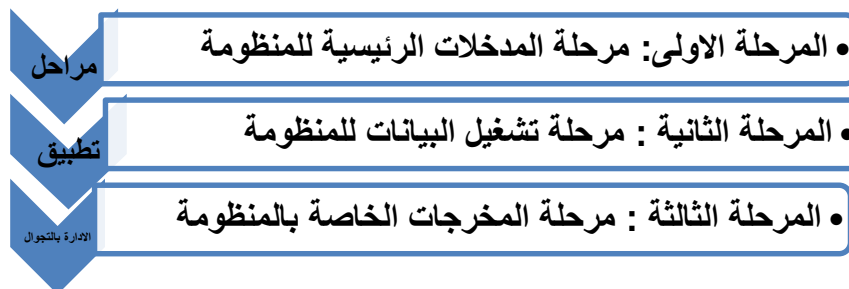 • المرحلة الاولى: مرحلة المدخلات الرئيسية للمنظومة
مراحل
• المرحلة الثانية : مرحلة تشغيل البيانات للمنظومة
تطبيق
• المرحلة الثالثة : مرحلة المخرجات الخاصة بالمنظومة
الادارة بالتجوال